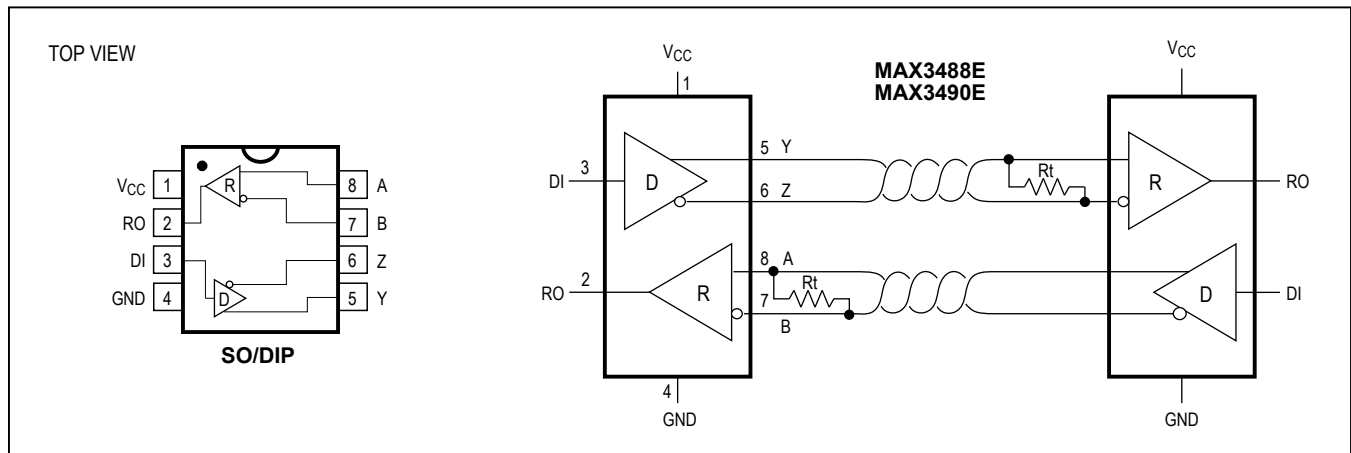 TOP VIEW
VCC 1
RO 2
DI 3
GND 4
R
D
8 A
7 B
6 Z
5 Y
SO/DIP
MAX3488E
MAX3490E
VCC
1
DI 3
D
5 Y
6 Z
Rt
R
RO
VCC
RO 2
R
8 A
7
B
Rt
D
DI
4
GND
GND